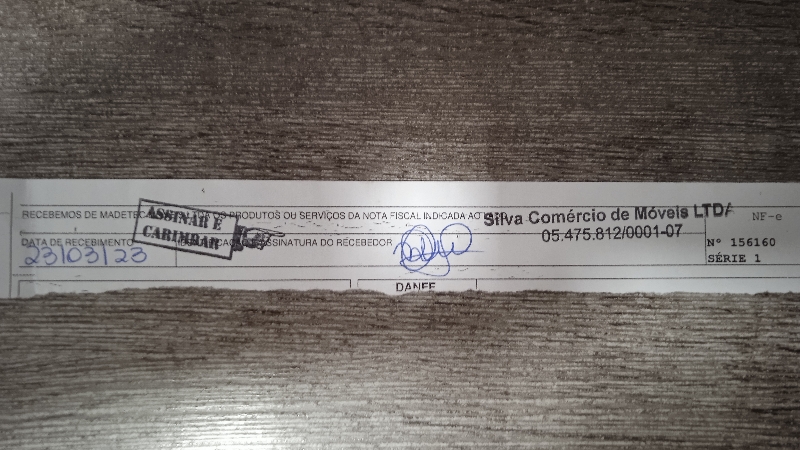 RECEBEMOS DE MADETEC OS PRODUTOS OU SERVIÇOS DA NOTA FISCAL INDICADA AO
Silva Comércio de Móveis LTDA
05.475.812/0001-07
NF-e
ASSINAR E
CARIMBAR
DATA DE RECEBIMENTO
ASSINATURA DO RECEBEDOR
23/03/23
Nº 156160
SÉRIE 1
DANFE